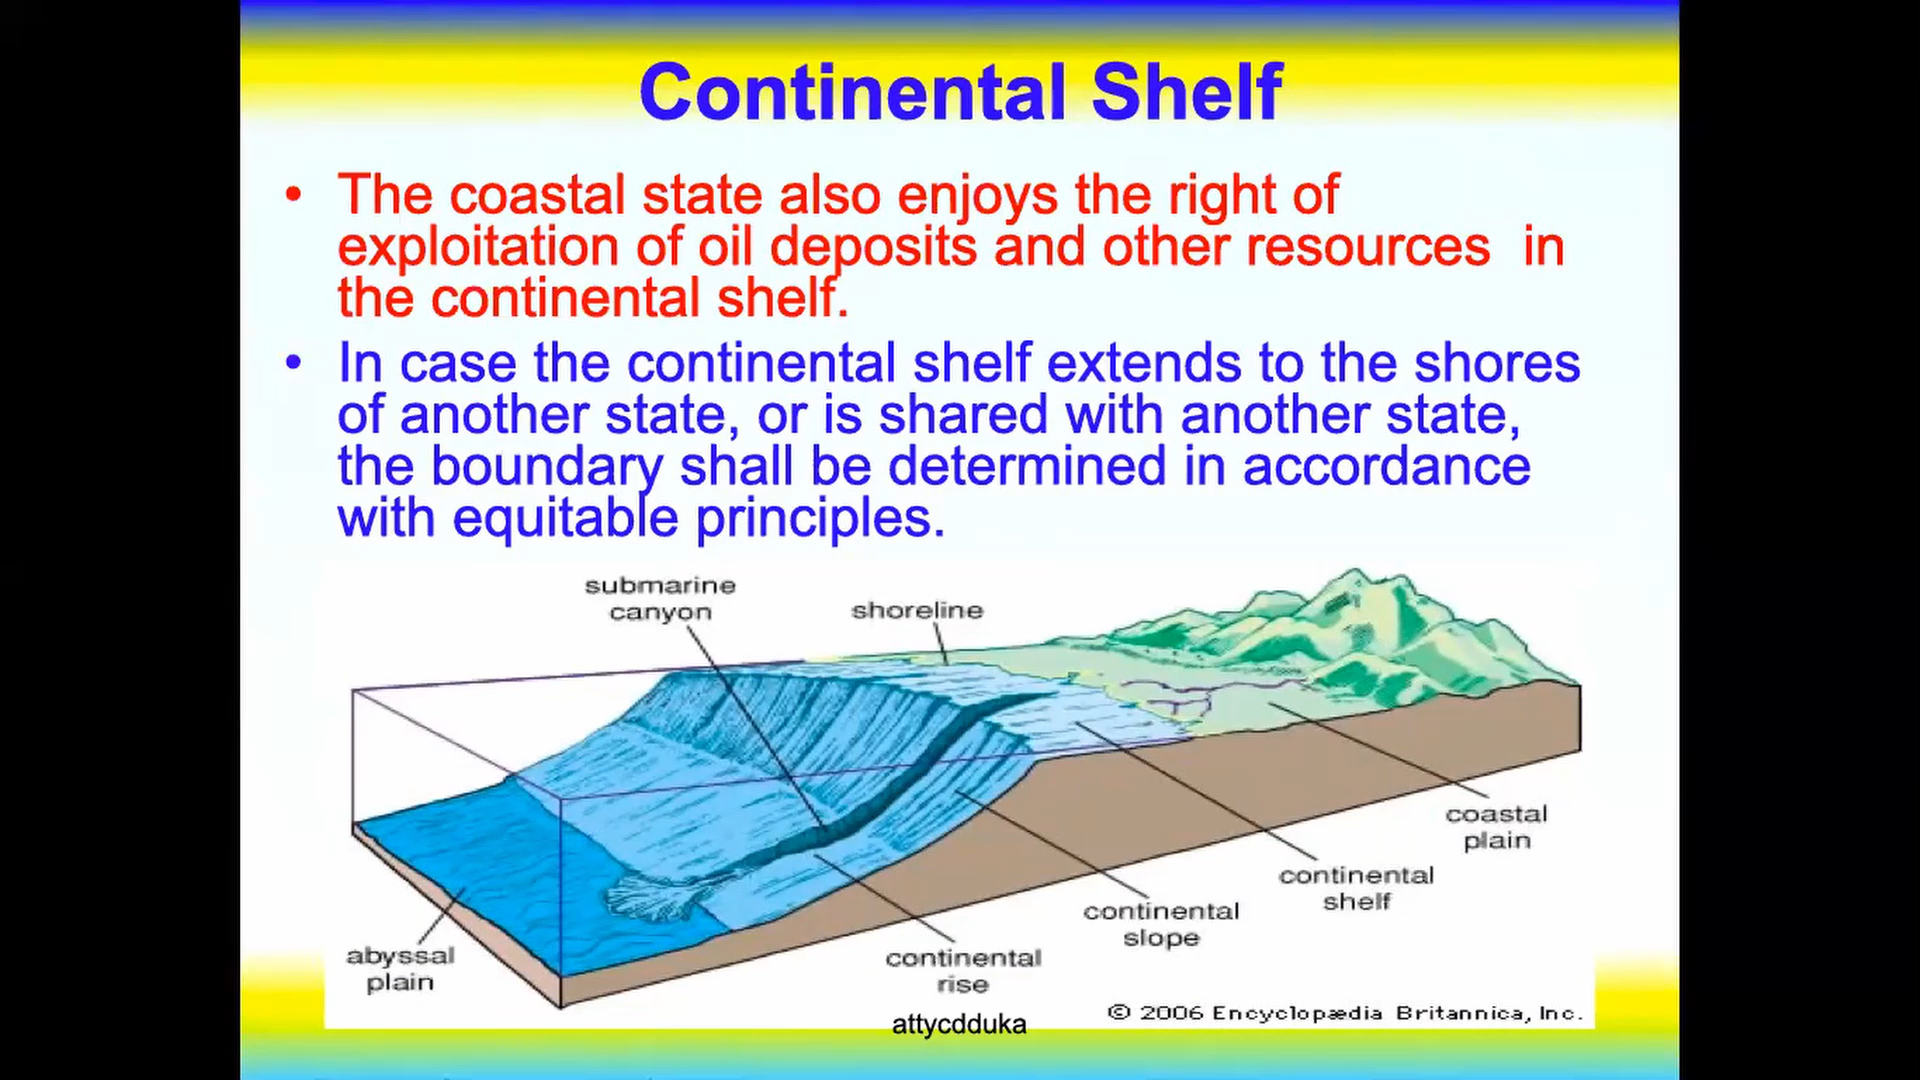 Continental Shelf
• The coastal state also enjoys the right of
exploitation of oil deposits and other resources  in
the continental shelf.
• In case the continental shelf extends to the shores
of another state, or is shared with another state,
the boundary shall be determined in accordance
with equitable principles.
submarine
canyon
shoreline
coastal
plain
continental
shelf
continental
slope
continental
rise
abyssal
plain
© 2006 Encyclopædia Britannica, Inc.
attycdduka